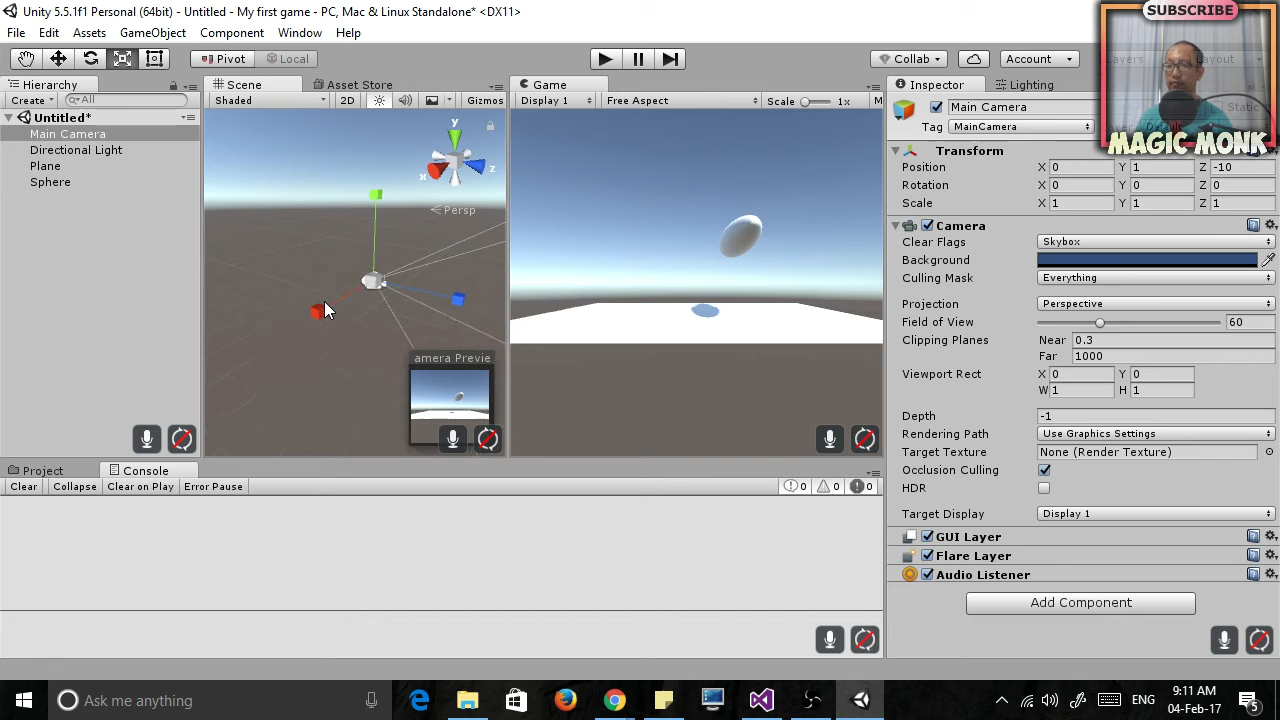 Unity 5.5.1f1 Personal (64bit) - Untitled - My first game - PC, Mac & Linux Standalone* <DX11>
SUBSCRIBE
File Edit Assets GameObject Component Window Help
Pivot Local Collab Account Layers Layout
Hierarchy Scene Asset Store Game Inspector Lighting
Create All Shaded 2D Gizmos Display 1 Free Aspect Scale 1x M
Main Camera Static
Tag MainCamera Default
MAGIC MONK
Untitled*
Main Camera
Directional Light
Plane
Sphere
y
x
z
Persp
amera Previe
Transform
Position X 0 Y 1 Z -10
Rotation X 0 Y 0 Z 0
Scale X 1 Y 1 Z 1
Camera
Clear Flags Skybox
Background
Culling Mask Everything
Projection Perspective
Field of View 60
Clipping Planes Near 0.3
Far 1000
Viewport Rect X 0 Y 0
W 1 H 1
Depth -1
Rendering Path Use Graphics Settings
Target Texture None (Render Texture)
Occlusion Culling
HDR
Target Display Display 1
GUI Layer
Flare Layer
Audio Listener
Add Component
Project Console
Clear Collapse Clear on Play Error Pause 0 0 0
Ask me anything
ENG
9:11 AM
04-Feb-17
5